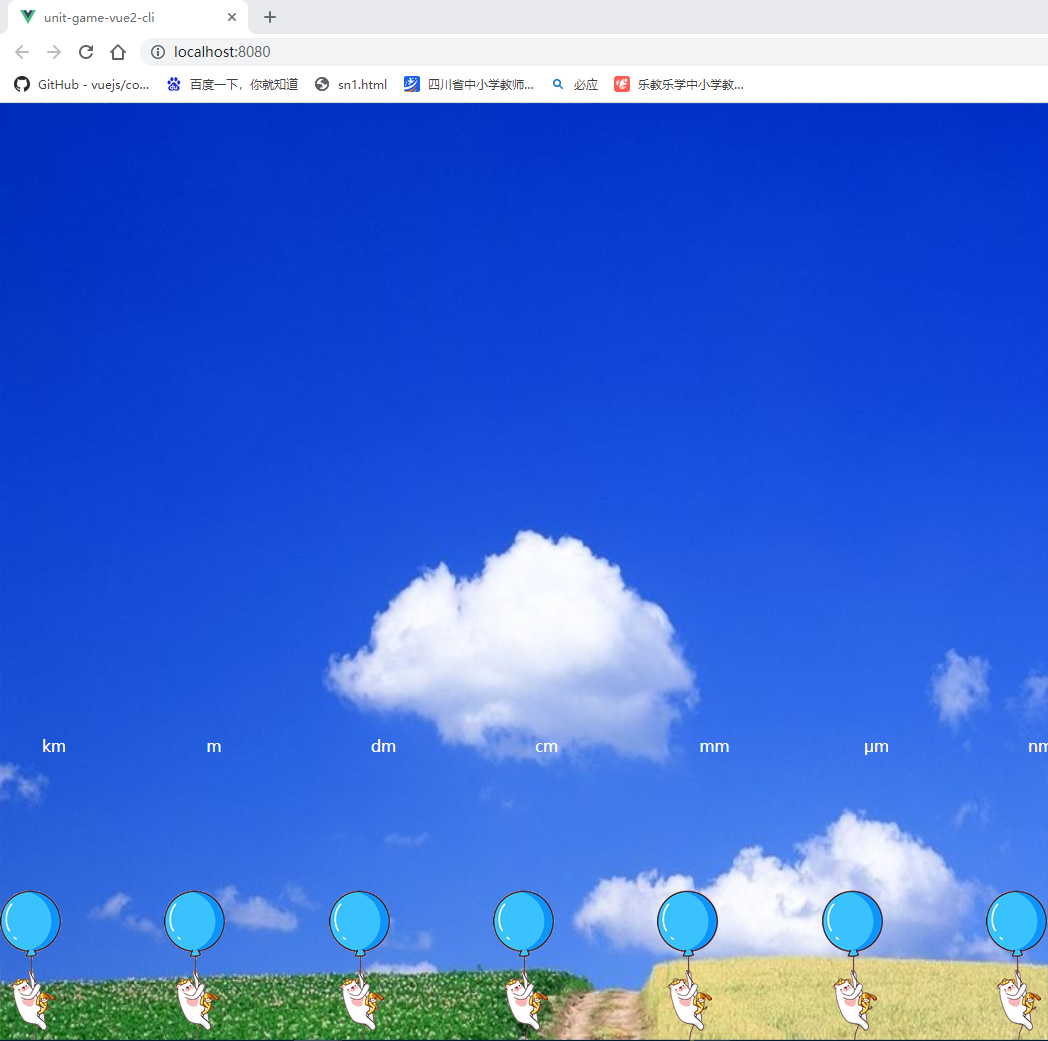 unit-game-vue2-cli
localhost:8080
GitHub - vuejs/co... 百度一下，你就知道 sn1.html 四川省中小学教师... 必应 乐教乐学中小学教...
km m dm cm mm μm nm